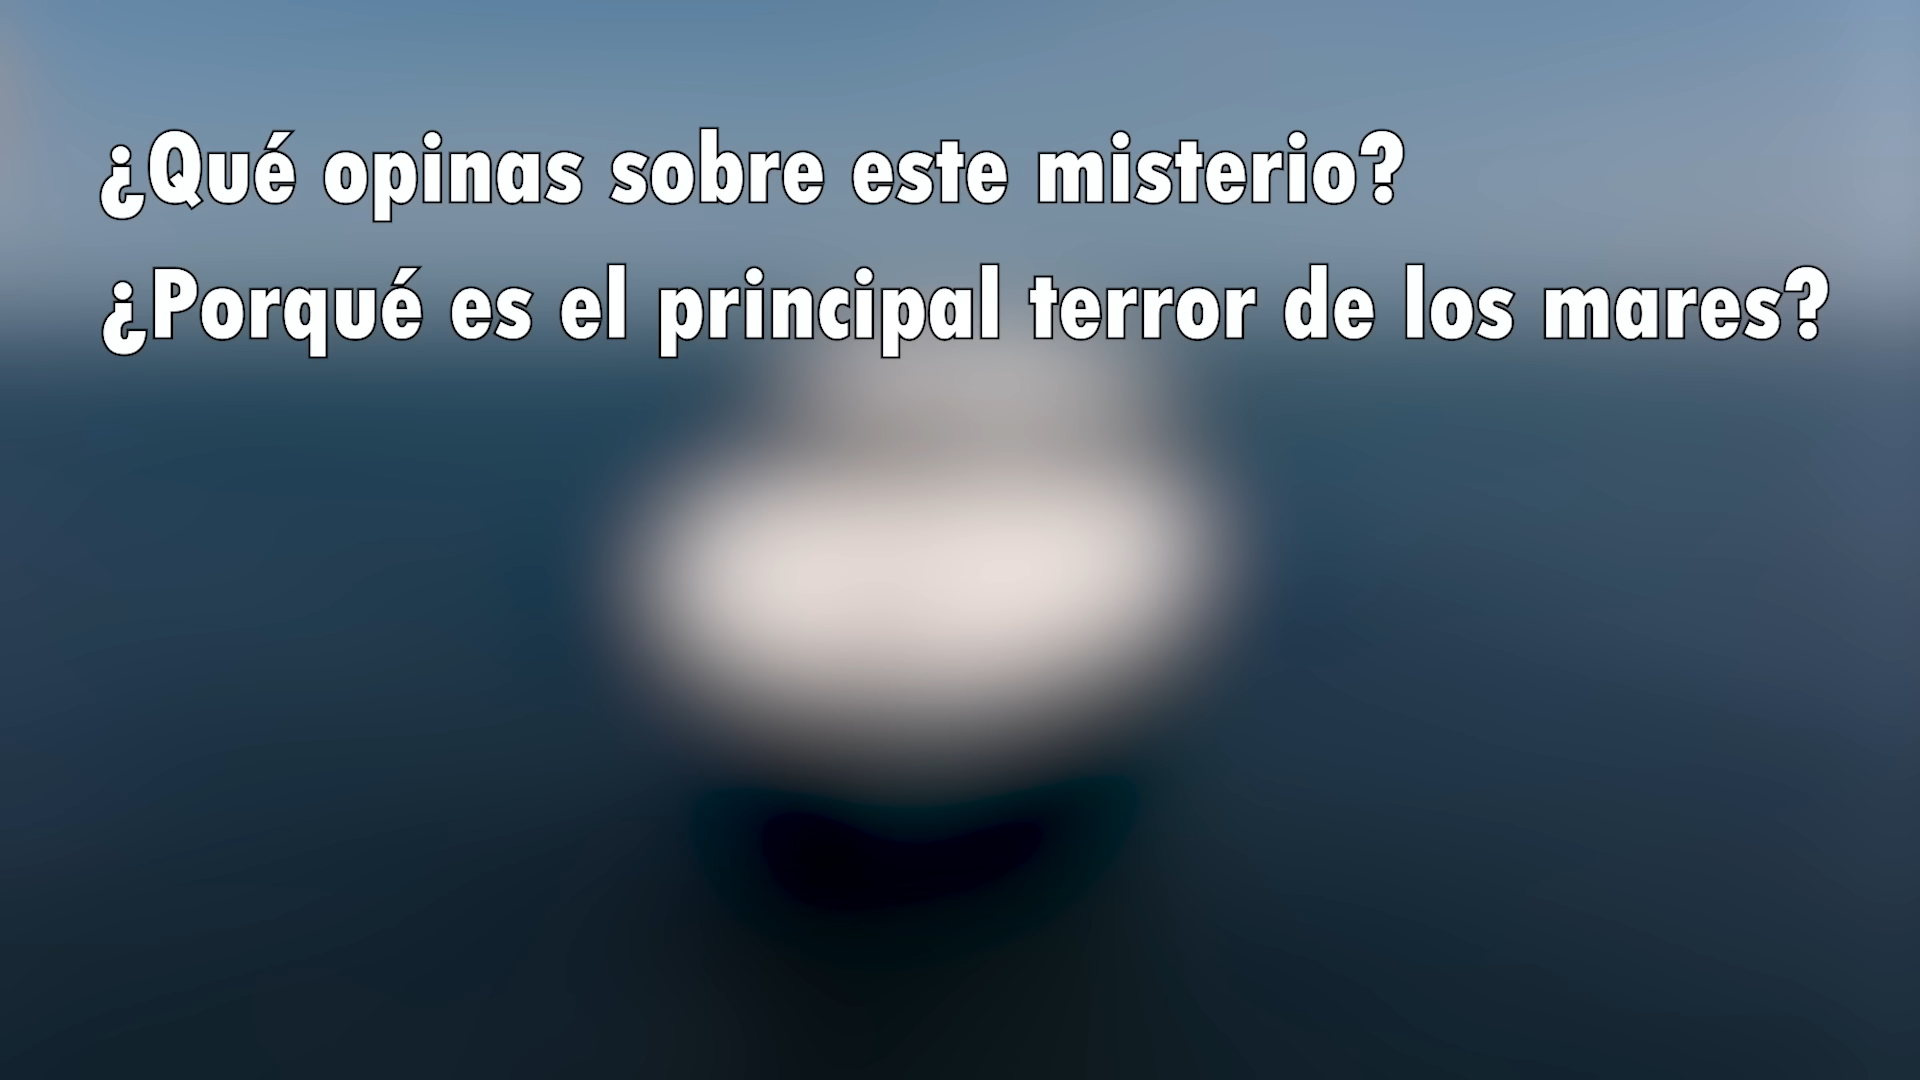 ¿Qué opinas sobre este misterio?
¿Porqué es el principal terror de los mares?